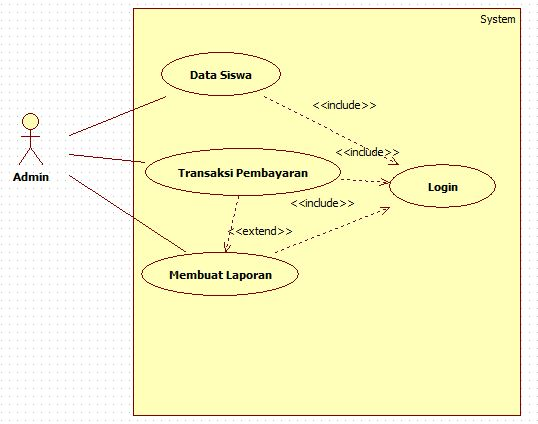 System
Data Siswa
<<include>>
Admin
Transaksi Pembayaran
<<include>>
Login
<<include>>
<<extend>>
Membuat Laporan